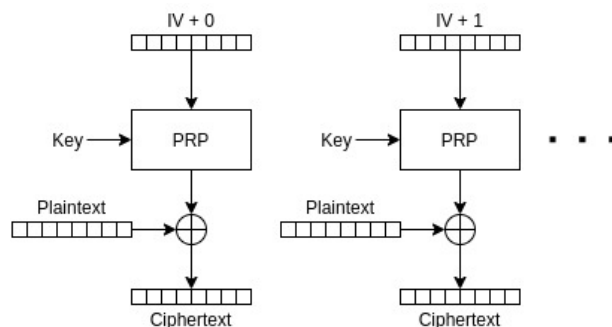 IV + 0
IV + 1
Key
PRP
Key
PRP
Plaintext
Plaintext
Ciphertext
Ciphertext